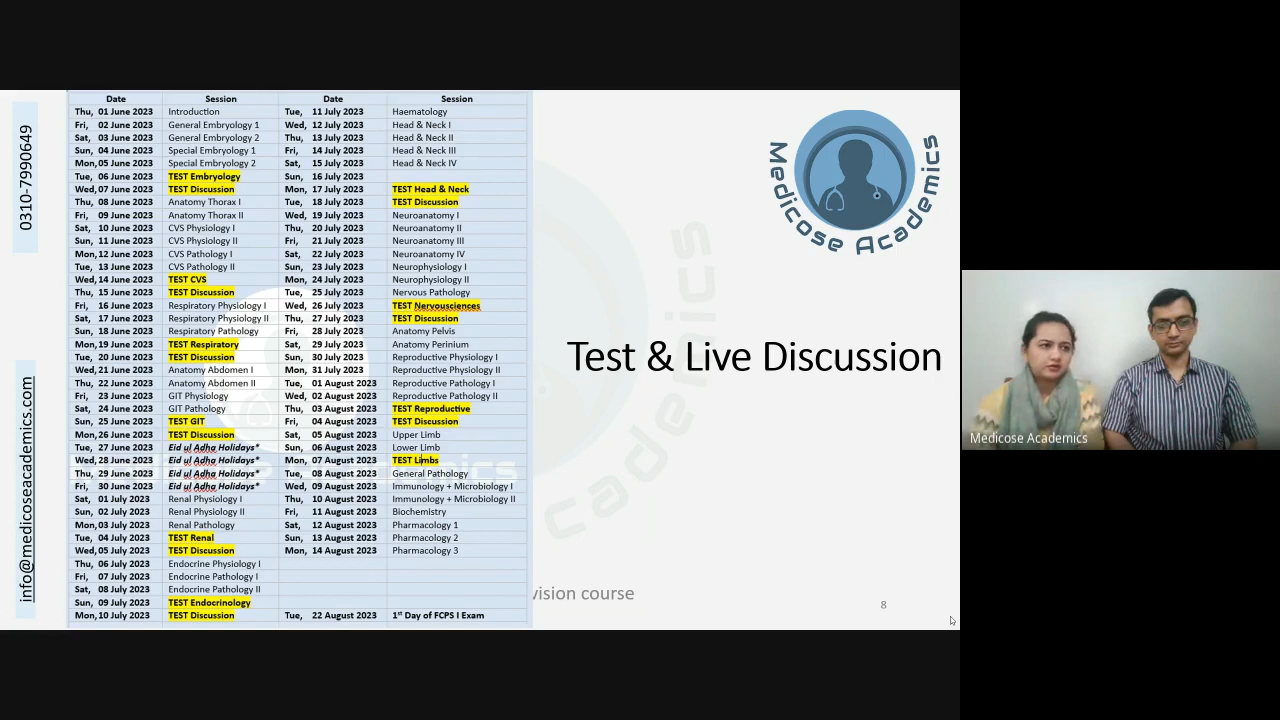 0310-7990649
info@medicoseacademics.com
Date Session Date Session
Thu, 01 June 2023 Introduction Tue, 11 July 2023 Haematology
Fri, 02 June 2023 General Embryology 1 Wed, 12 July 2023 Head & Neck I
Sat, 03 June 2023 General Embryology 2 Thu, 13 July 2023 Head & Neck II
Sun, 04 June 2023 Special Embryology 1 Fri, 14 July 2023 Head & Neck III
Mon, 05 June 2023 Special Embryology 2 Sat, 15 July 2023 Head & Neck IV
Tue, 06 June 2023 TEST Embryology Sun, 16 July 2023
Wed, 07 June 2023 TEST Discussion Mon, 17 July 2023 TEST Head & Neck
Thu, 08 June 2023 Anatomy Thorax I Tue, 18 July 2023 TEST Discussion
Fri, 09 June 2023 Anatomy Thorax II Wed, 19 July 2023 Neuroanatomy I
Sat, 10 June 2023 CVS Physiology I Thu, 20 July 2023 Neuroanatomy II
Sun, 11 June 2023 CVS Physiology II Fri, 21 July 2023 Neuroanatomy III
Mon, 12 June 2023 CVS Pathology I Sat, 22 July 2023 Neuroanatomy IV
Tue, 13 June 2023 CVS Pathology II Sun, 23 July 2023 Neurophysiology I
Wed, 14 June 2023 TEST CVS Mon, 24 July 2023 Neurophysiology II
Thu, 15 June 2023 TEST Discussion Tue, 25 July 2023 Nervous Pathology
Fri, 16 June 2023 Respiratory Physiology I Wed, 26 July 2023 TEST Nervousciences
Sat, 17 June 2023 Respiratory Physiology II Thu, 27 July 2023 TEST Discussion
Sun, 18 June 2023 Respiratory Pathology Fri, 28 July 2023 Anatomy Pelvis
Mon, 19 June 2023 TEST Respiratory Sat, 29 July 2023 Anatomy Perinium
Tue, 20 June 2023 TEST Discussion Sun, 30 July 2023 Reproductive Physiology I
Wed, 21 June 2023 Anatomy Abdomen I Mon, 31 July 2023 Reproductive Physiology II
Thu, 22 June 2023 Anatomy Abdomen II Tue, 01 August 2023 Reproductive Pathology I
Fri, 23 June 2023 GIT Physiology Wed, 02 August 2023 Reproductive Pathology II
Sat, 24 June 2023 GIT Pathology Thu, 03 August 2023 TEST Reproductive
Sun, 25 June 2023 TEST GIT Fri, 04 August 2023 TEST Discussion
Mon, 26 June 2023 TEST Discussion Sat, 05 August 2023 Upper Limb
Tue, 27 June 2023 Eid ul Adha Holidays* Sun, 06 August 2023 Lower Limb
Wed, 28 June 2023 Eid ul Adha Holidays* Mon, 07 August 2023 TEST Limbs
Thu, 29 June 2023 Eid ul Adha Holidays* Tue, 08 August 2023 General Pathology
Fri, 30 June 2023 Eid ul Adha Holidays* Wed, 09 August 2023 Immunology + Microbiology I
Sat, 01 July 2023 Renal Physiology I Thu, 10 August 2023 Immunology + Microbiology II
Sun, 02 July 2023 Renal Physiology II Fri, 11 August 2023 Biochemistry
Mon, 03 July 2023 Renal Pathology Sat, 12 August 2023 Pharmacology 1
Tue, 04 July 2023 TEST Renal Sun, 13 August 2023 Pharmacology 2
Wed, 05 July 2023 TEST Discussion Mon, 14 August 2023 Pharmacology 3
Thu, 06 July 2023 Endocrine Physiology I
Fri, 07 July 2023 Endocrine Pathology I
Sat, 08 July 2023 Endocrine Pathology II
Sun, 09 July 2023 TEST Endocrinology
Mon, 10 July 2023 TEST Discussion Tue, 22 August 2023 1st Day of FCPS I Exam
Medicose Academics
Test & Live Discussion
vision course
8
Medicose Academics